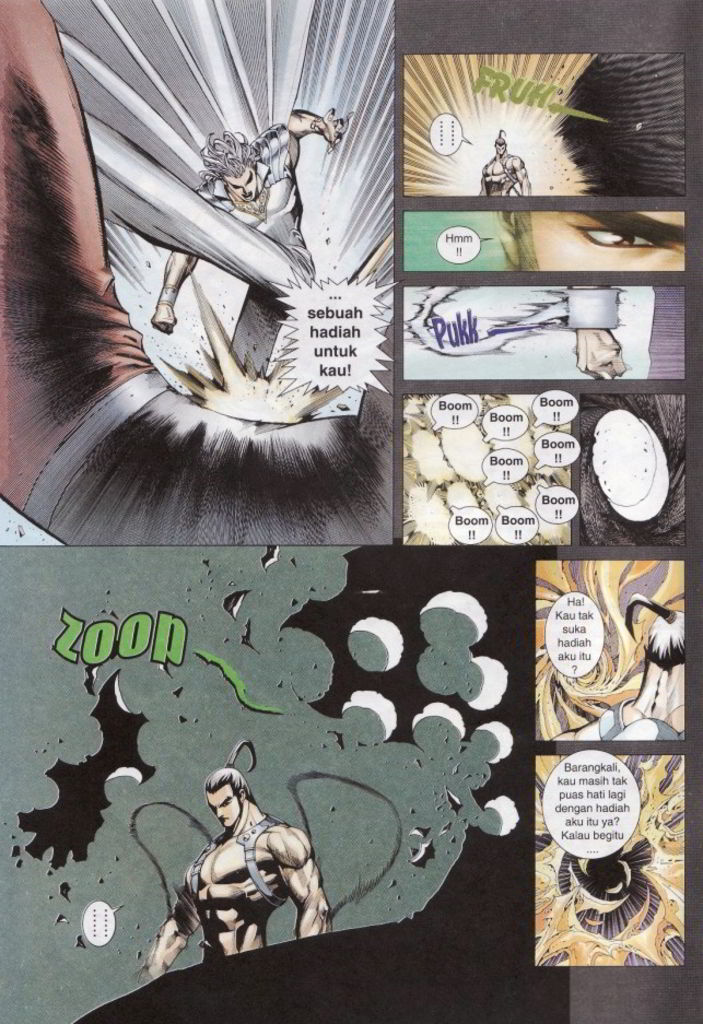 ...
sebuah
hadiah
untuk
kau!
FRUH
Hmm
!!
PUKK
Boom
!!
Boom
!!
Boom
!!
Boom
!!
Boom
!!
Boom
!!
Boom
!!
Boom
!!
ZOOP
Ha!
Kau tak
suka
hadiah
aku itu
?
Barangkali,
kau masih tak
puas hati lagi
dengan hadiah
aku itu ya?
Kalau begitu
....